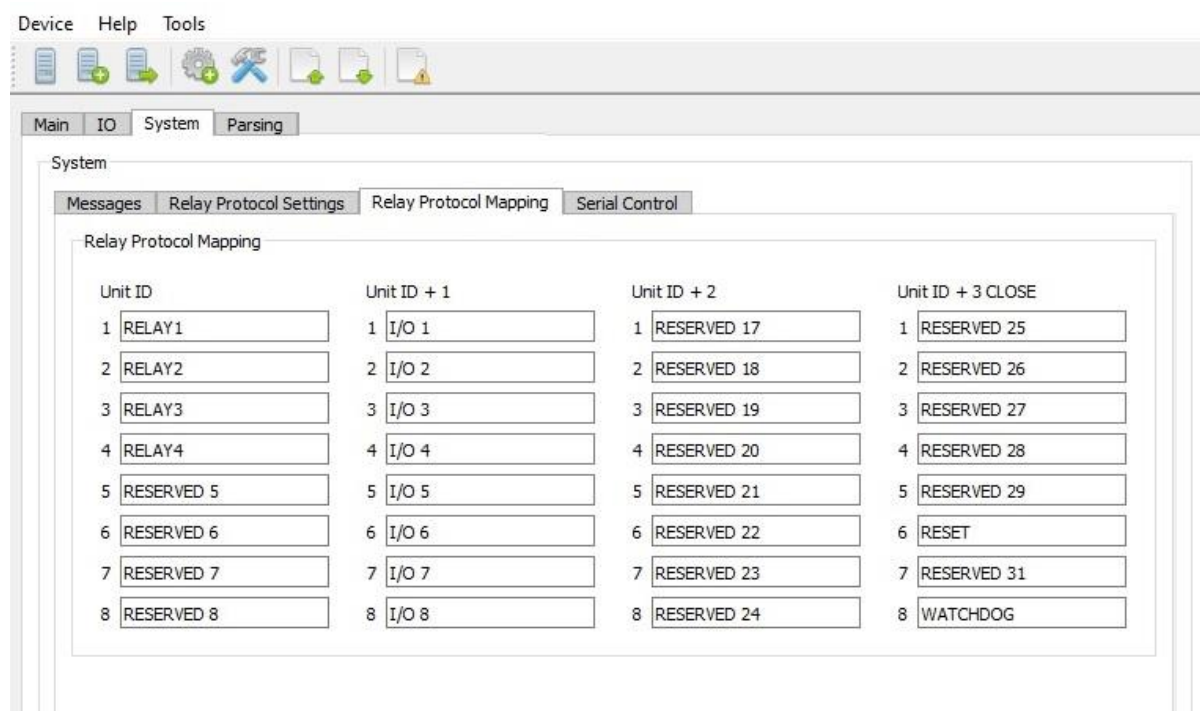 Device Help Tools
Main IO System Parsing
System
Messages Relay Protocol Settings Relay Protocol Mapping Serial Control
Relay Protocol Mapping
Unit ID Unit ID + 1 Unit ID + 2 Unit ID + 3 CLOSE
1 RELAY1 1 I/O 1 1 RESERVED 17 1 RESERVED 25
2 RELAY2 2 I/O 2 2 RESERVED 18 2 RESERVED 26
3 RELAY3 3 I/O 3 3 RESERVED 19 3 RESERVED 27
4 RELAY4 4 I/O 4 4 RESERVED 20 4 RESERVED 28
5 RESERVED 5 5 I/O 5 5 RESERVED 21 5 RESERVED 29
6 RESERVED 6 6 I/O 6 6 RESERVED 22 6 RESET
7 RESERVED 7 7 I/O 7 7 RESERVED 23 7 RESERVED 31
8 RESERVED 8 8 I/O 8 8 RESERVED 24 8 WATCHDOG